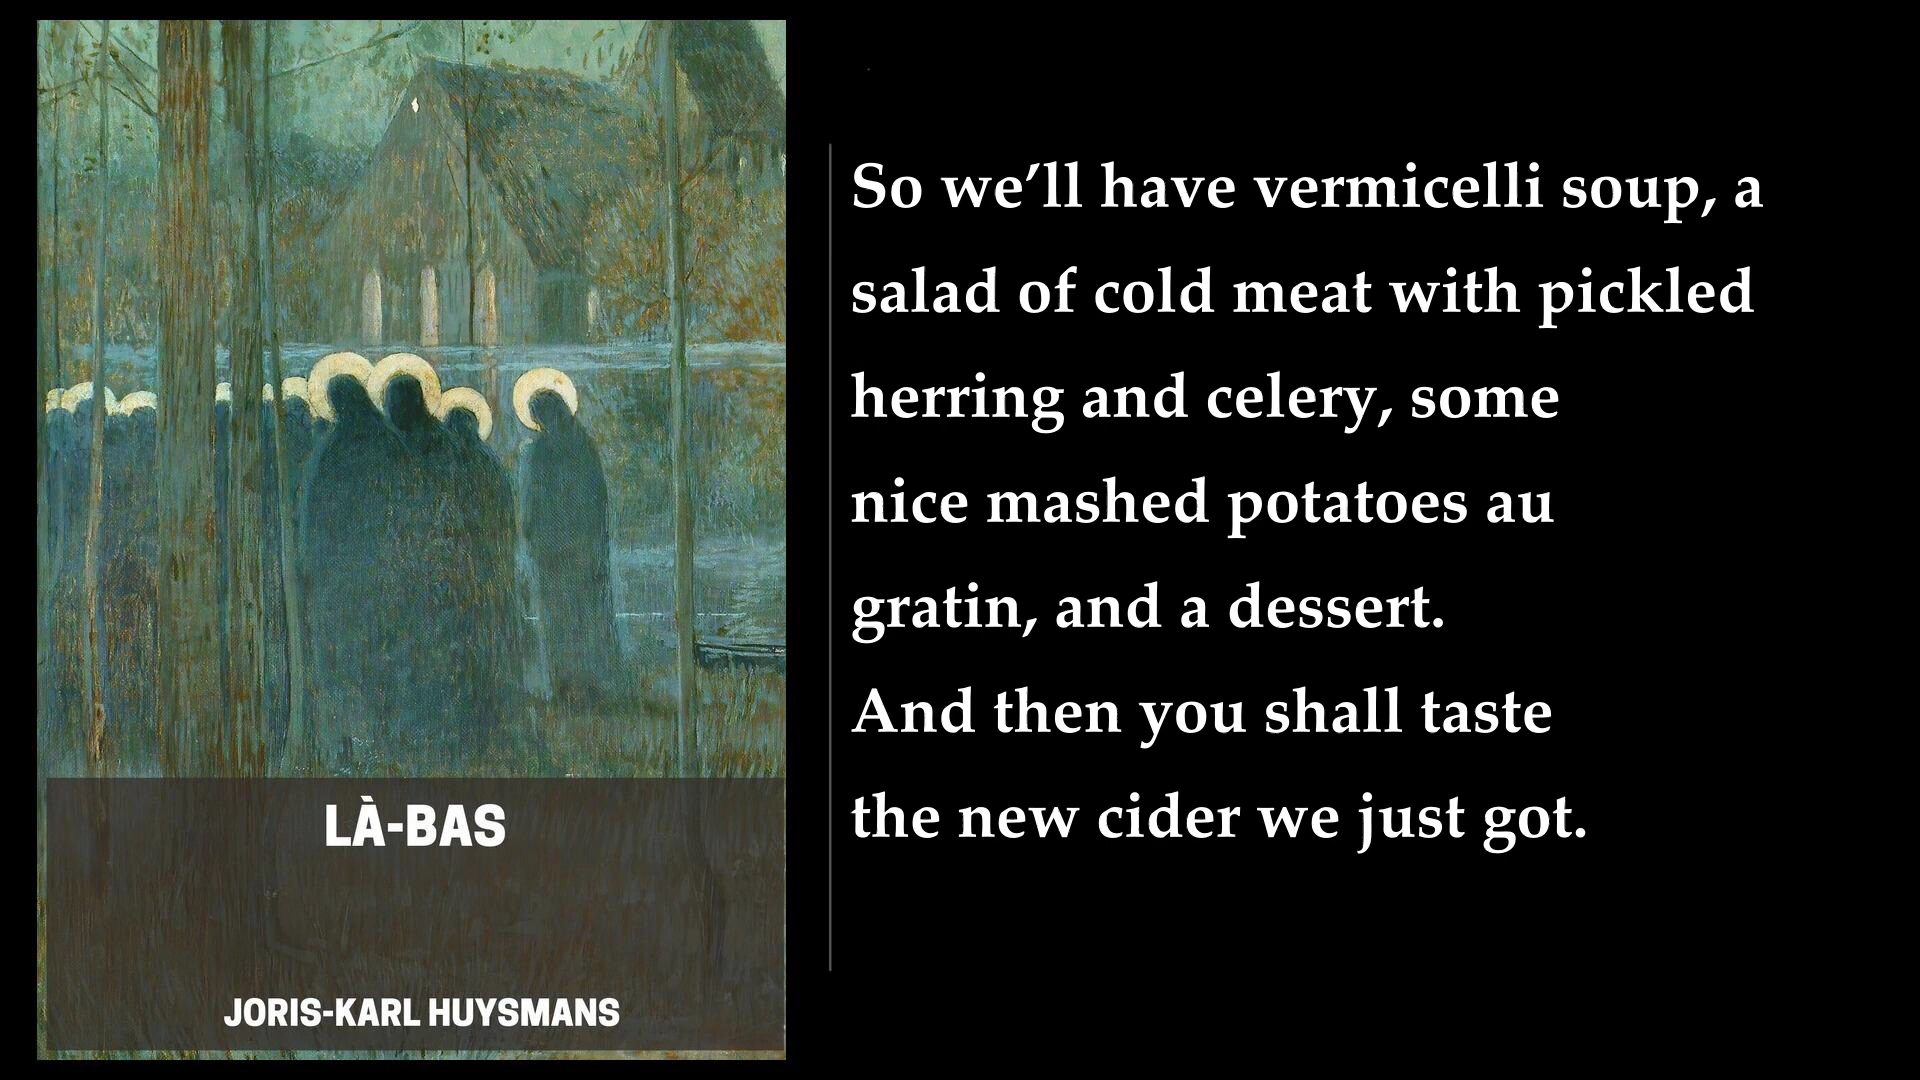 LÀ-BAS
JORIS-KARL HUYSMANS
So we’ll have vermicelli soup, a
salad of cold meat with pickled
herring and celery, some
nice mashed potatoes au
gratin, and a dessert.
And then you shall taste
the new cider we just got.